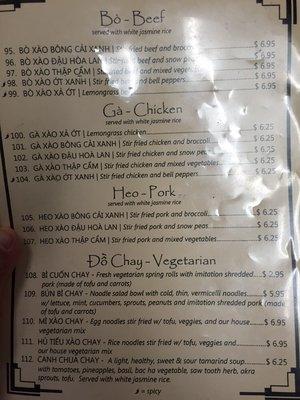 Bò - Beef
served with white jasmine rice
95. BÒ XÀO BÔNG CẢI XANH | Stir fried beef and broccoli $ 6.95
96. BÒ XÀO ĐẬU HÒA LAN | Stir fried beef and snow peas $ 6.95
97. BÒ XÀO THẬP CẨM | beef and mixed vegetables $ 6.95
98. BÒ XÀO ỚT XANH | Stir fried beef and bell peppers $ 6.95
99. BÒ XÀO XẢ ỚT | Lemongrass $ 6.95
Gà - Chicken
served with white jasmine rice
100. GÀ XÀO XẢ ỚT | Lemongrass chicken $ 6.25
101. GÀ XÀO BÔNG CẢI XANH | Stir fried chicken and broccoli $ 6.25
102. GÀ XÀO ĐẬU HOA LAN | Stir fried chicken and snow peas $ 6.25
103. GÀ XÀO THẬP CẨM | Stir fried chicken and mixed vegetables $ 6.25
104. GÀ XÀO ỚT XANH | Stir fried chicken and bell peppers $ 6.25
Heo - Pork
served with white jasmine rice
105. HEO XÀO BÔNG CẢI XANH | Stir fried pork and broccoli $ 6.25
106. HEO XÀO ĐẬU HOA LAN | Stir fried pork and snow peas $ 6.25
107. HEO XÀO THẬP CẨM | Stir fried pork and mixed vegetables $ 6.25
Đồ Chay - Vegetarian
108. BÌ CUỐN CHAY - Fresh vegetarian spring rolls with imitation shredded $ 2.95
pork (made of tofu and carrots)
109. BÚN BÌ CHAY - Noodle salad bowl with cold, thin, vermicelli noodles $ 5.95
w/ lettuce, mint, cucumbers, sprouts, peanuts and imitation shredded pork (made
of tofu and carrots)
110. MÌ XÀO CHAY - Egg noodles stir fried w/ tofu, veggies, and our house $ 5.95
vegetarian mix
111. HỦ TIẾU XÀO CHAY - Rice noodles stir fried w/ tofu, veggies and $ 5.95
our house vegetarian mix
112. CANH CHUA CHAY - A light, healthy, sweet & sour tamarind soup $ 6.25
with tomatoes, pineapples, basil, bac ha vegetable, saw tooth herb, okra
sprouts, tofu. Served with white jasmine rice.
= spicy